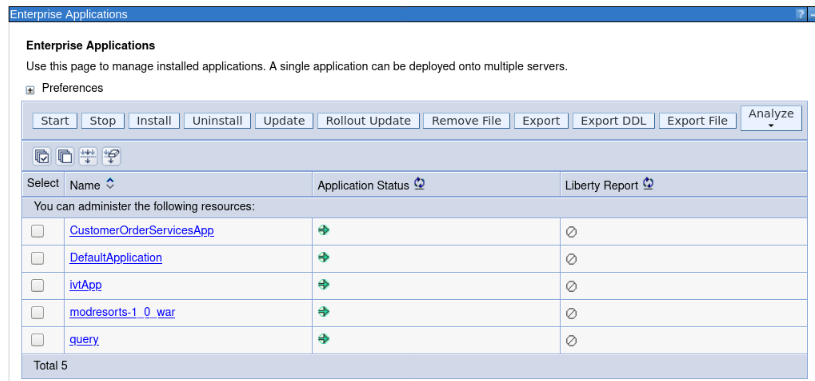 Enterprise Applications
Enterprise Applications
Use this page to manage installed applications. A single application can be deployed onto multiple servers.
Preferences
Start Stop Install Uninstall Update Rollout Update Remove File Export Export DDL Export File Analyze
Select Name Application Status Liberty Report
You can administer the following resources:
CustomerOrderServicesApp
DefaultApplication
ivtApp
modresorts-1_0_war
query
Total 5